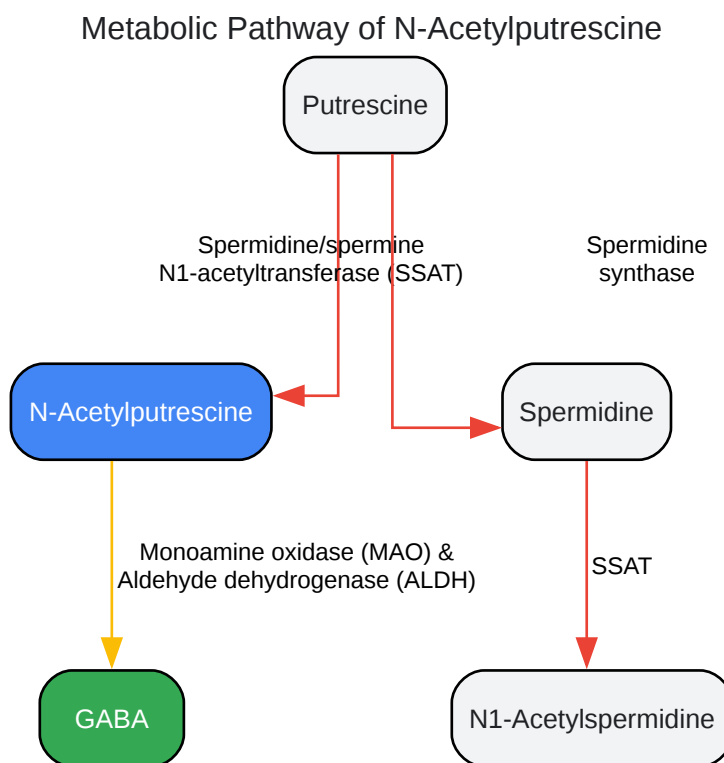 Metabolic Pathway of N-Acetylputrescine
Putrescine
Spermidine/spermine
N1-acetyltransferase (SSAT)
Spermidine
synthase
N-Acetylputrescine
Spermidine
Monoamine oxidase (MAO) &
Aldehyde dehydrogenase (ALDH)
SSAT
GABA
N1-Acetylspermidine